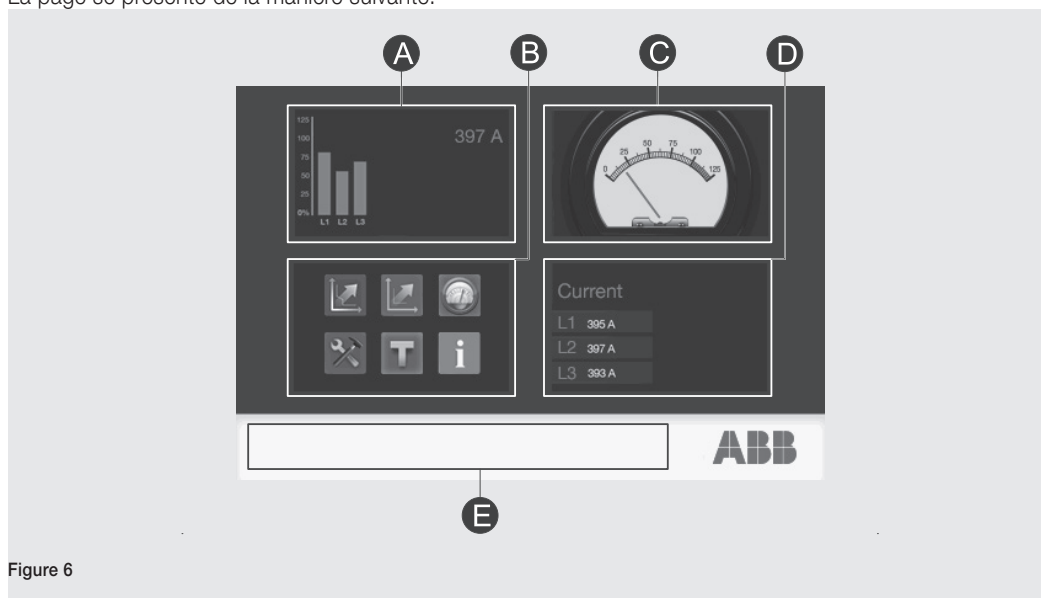 La page se présente de la manière suivante:
A
B
C
D
125
100
75
50
25
0%
L1 L2 L3
397 A
0 25 50 75 100 125
Current
L1 395 A
L2 397 A
L3 393 A
i
ABB
E
Figure 6